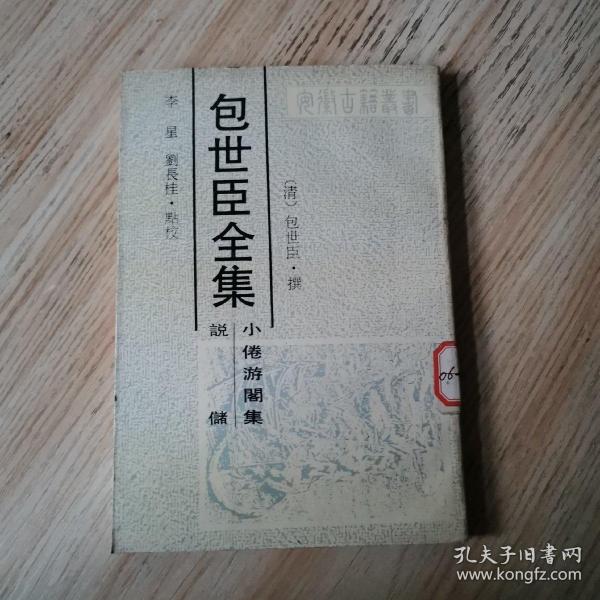 安徽古籍叢書
〔清〕包世臣·撰
包世臣全集
小倦游閣集
說儲
李星 劉長桂·點校
06-
孔夫子旧书网
www.kongfz.com